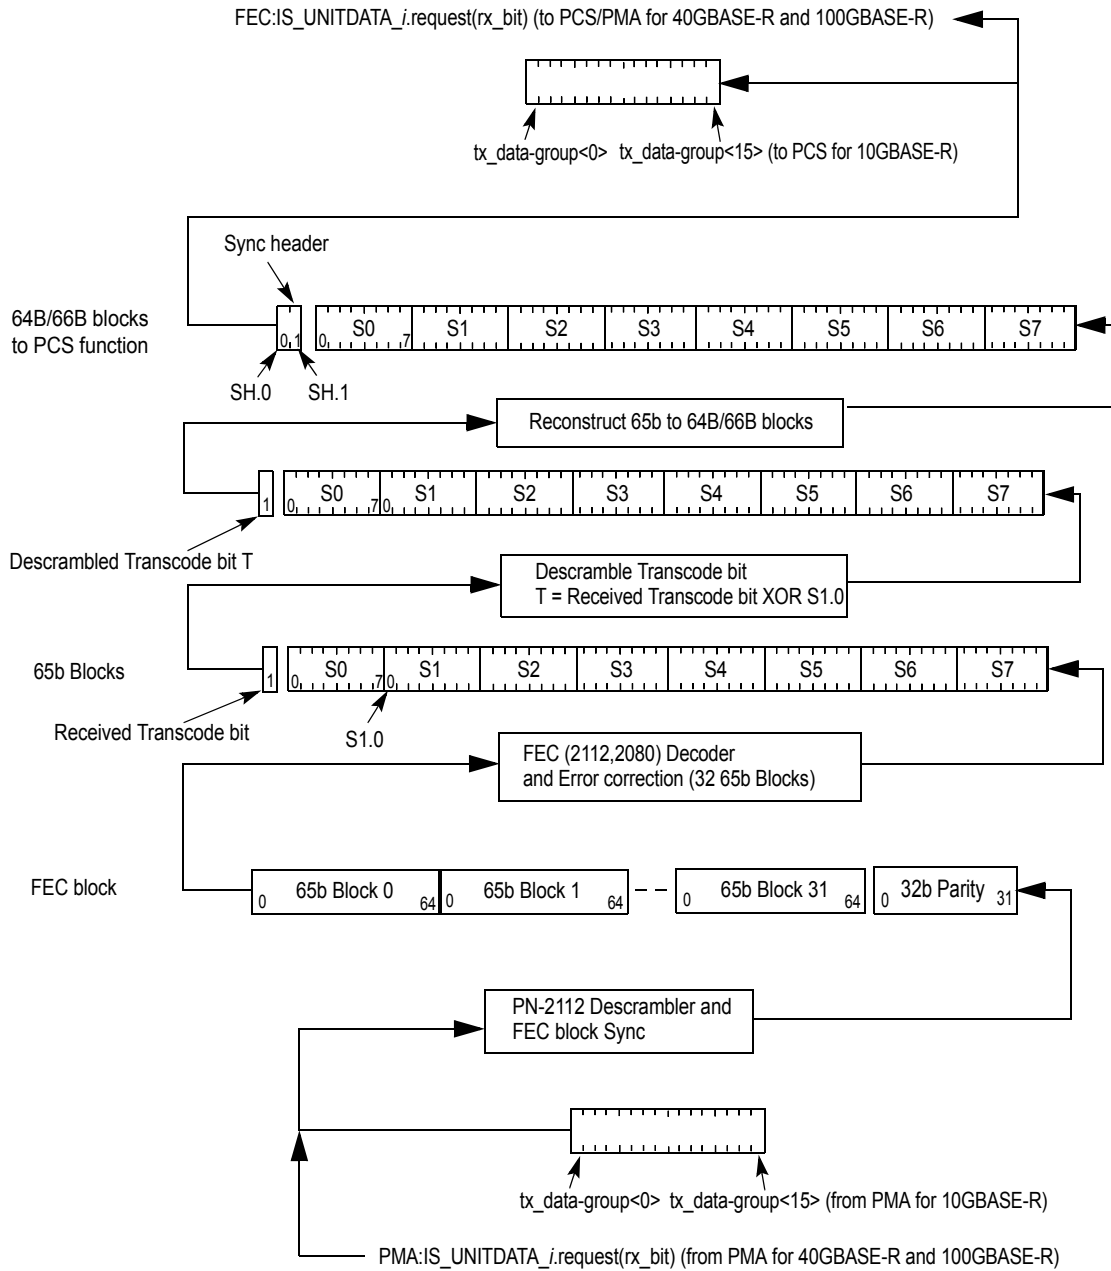 FEC:IS_UNITDATA_i.request(rx_bit) (to PCS/PMA for 40GBASE-R and 100GBASE-R)
tx_data-group<0> tx_data-group<15> (to PCS for 10GBASE-R)
Sync header
64B/66B blocks
to PCS function
0 1 0 S0 7 S1 S2 S3 S4 S5 S6 S7
SH.0 SH.1
Reconstruct 65b to 64B/66B blocks
1 0 S0 7 0 S1 S2 S3 S4 S5 S6 S7
Descrambled Transcode bit T
Descramble Transcode bit
T = Received Transcode bit XOR S1.0
65b Blocks
1 0 S0 7 0 S1 S2 S3 S4 S5 S6 S7
Received Transcode bit
S1.0
FEC (2112,2080) Decoder
and Error correction (32 65b Blocks)
FEC block
0 65b Block 0 64 0 65b Block 1 64 0 65b Block 31 64 0 32b Parity 31
PN-2112 Descrambler and
FEC block Sync
tx_data-group<0> tx_data-group<15> (from PMA for 10GBASE-R)
PMA:IS_UNITDATA_i.request(rx_bit) (from PMA for 40GBASE-R and 100GBASE-R)